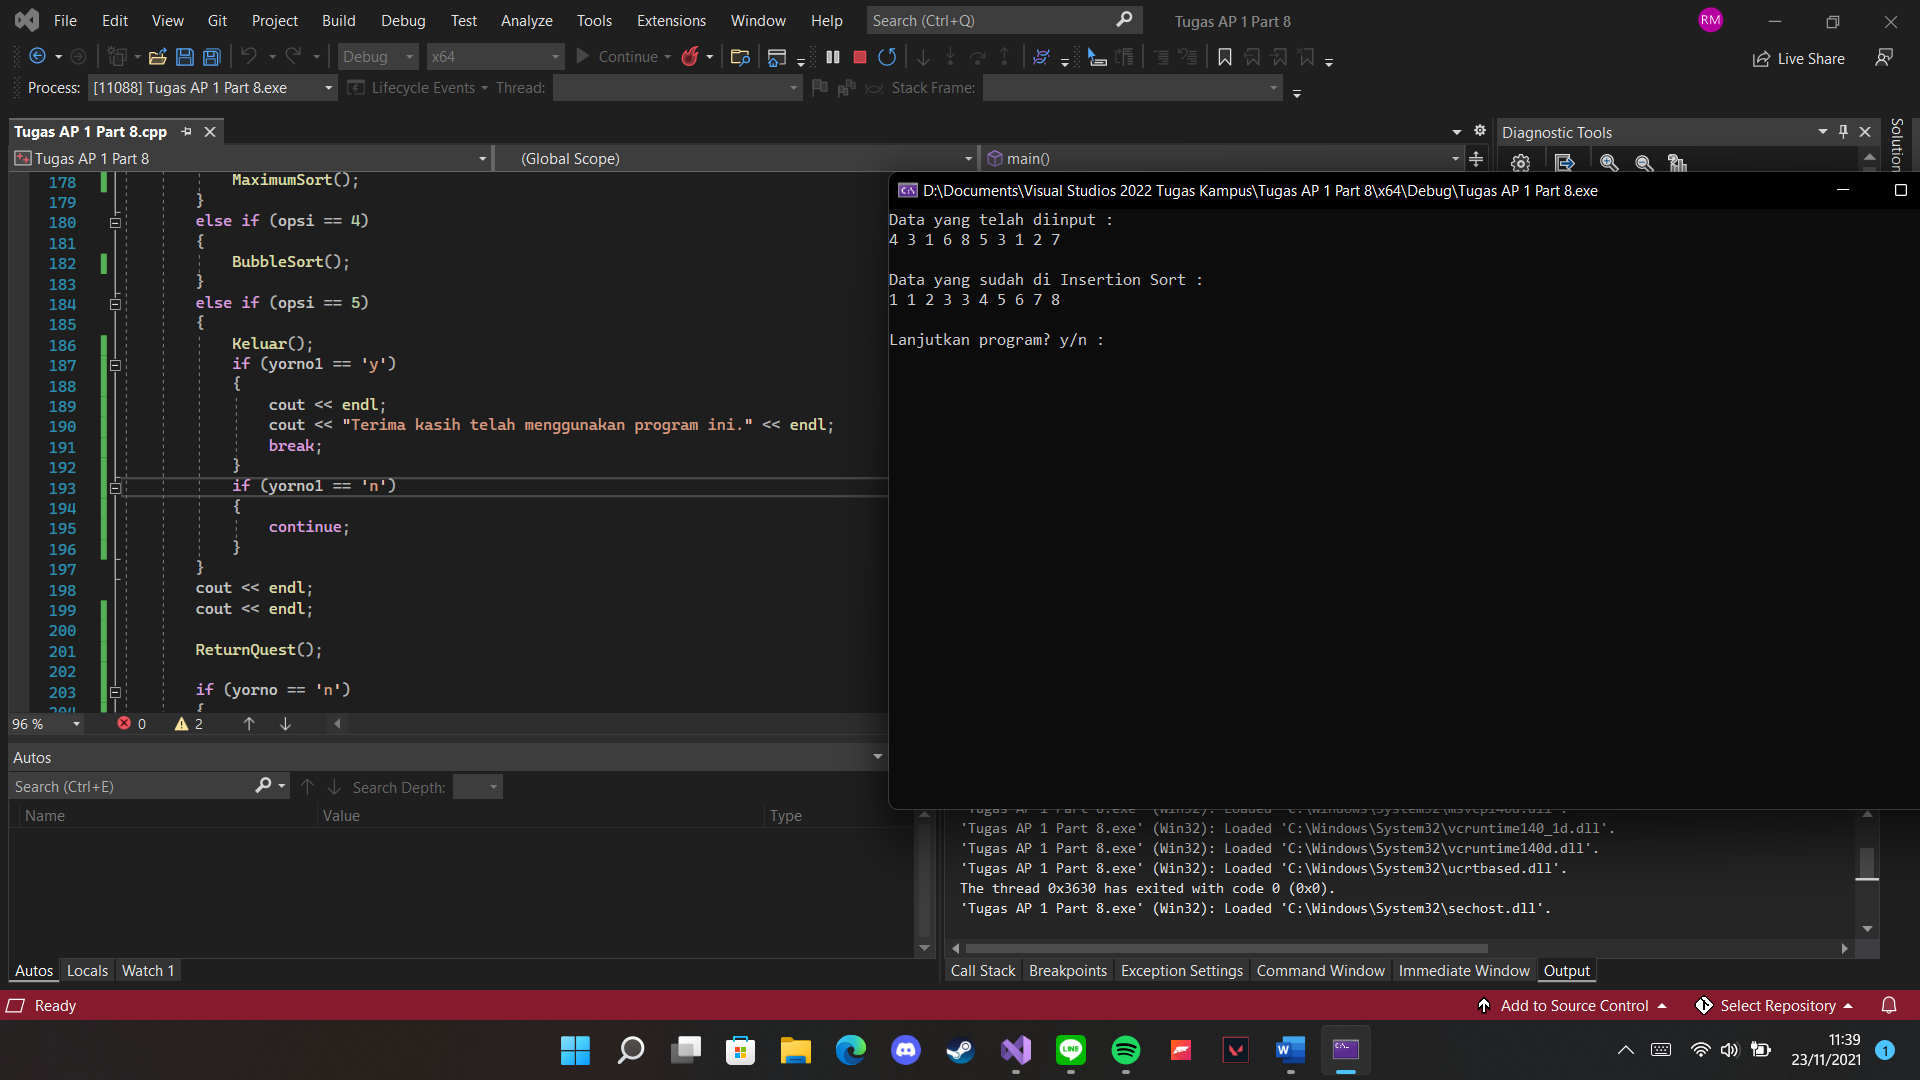 File Edit View Git Project Build Debug Test Analyze Tools Extensions Window Help Search (Ctrl+Q) Tugas AP 1 Part 8 RM
Debug x64 Continue Live Share
Process: [11088] Tugas AP 1 Part 8.exe Lifecycle Events Thread: Stack Frame:
Tugas AP 1 Part 8.cpp
Tugas AP 1 Part 8 (Global Scope) main()
Diagnostic Tools
Solution
178 MaximumSort();
179 }
180 else if (opsi == 4)
181 {
182 BubbleSort();
183 }
184 else if (opsi == 5)
185 {
186 Keluar();
187 if (yorno1 == 'y')
188 {
189 cout << endl;
190 cout << "Terima kasih telah menggunakan program ini." << endl;
191 break;
192 }
193 if (yorno1 == 'n')
194 {
195 continue;
196 }
197 }
198 cout << endl;
199 cout << endl;
200
201 ReturnQuest();
202
203 if (yorno == 'n')
204 {
96 % 0 2
D:\Documents\Visual Studios 2022 Tugas Kampus\Tugas AP 1 Part 8\x64\Debug\Tugas AP 1 Part 8.exe
Data yang telah diinput :
4 3 1 6 8 5 3 1 2 7
Data yang sudah di Insertion Sort :
1 1 2 3 3 4 5 6 7 8
Lanjutkan program? y/n :
Autos
Search (Ctrl+E) Search Depth:
Name Value Type
Autos Locals Watch 1
'Tugas AP 1 Part 8.exe' (Win32): Loaded 'C:\Windows\System32\msvcp140d.dll'.
'Tugas AP 1 Part 8.exe' (Win32): Loaded 'C:\Windows\System32\vcruntime140_1d.dll'.
'Tugas AP 1 Part 8.exe' (Win32): Loaded 'C:\Windows\System32\vcruntime140d.dll'.
'Tugas AP 1 Part 8.exe' (Win32): Loaded 'C:\Windows\System32\ucrtbased.dll'.
The thread 0x3630 has exited with code 0 (0x0).
'Tugas AP 1 Part 8.exe' (Win32): Loaded 'C:\Windows\System32\sechost.dll'.
Call Stack Breakpoints Exception Settings Command Window Immediate Window Output
Ready Add to Source Control Select Repository
11:39
23/11/2021 1